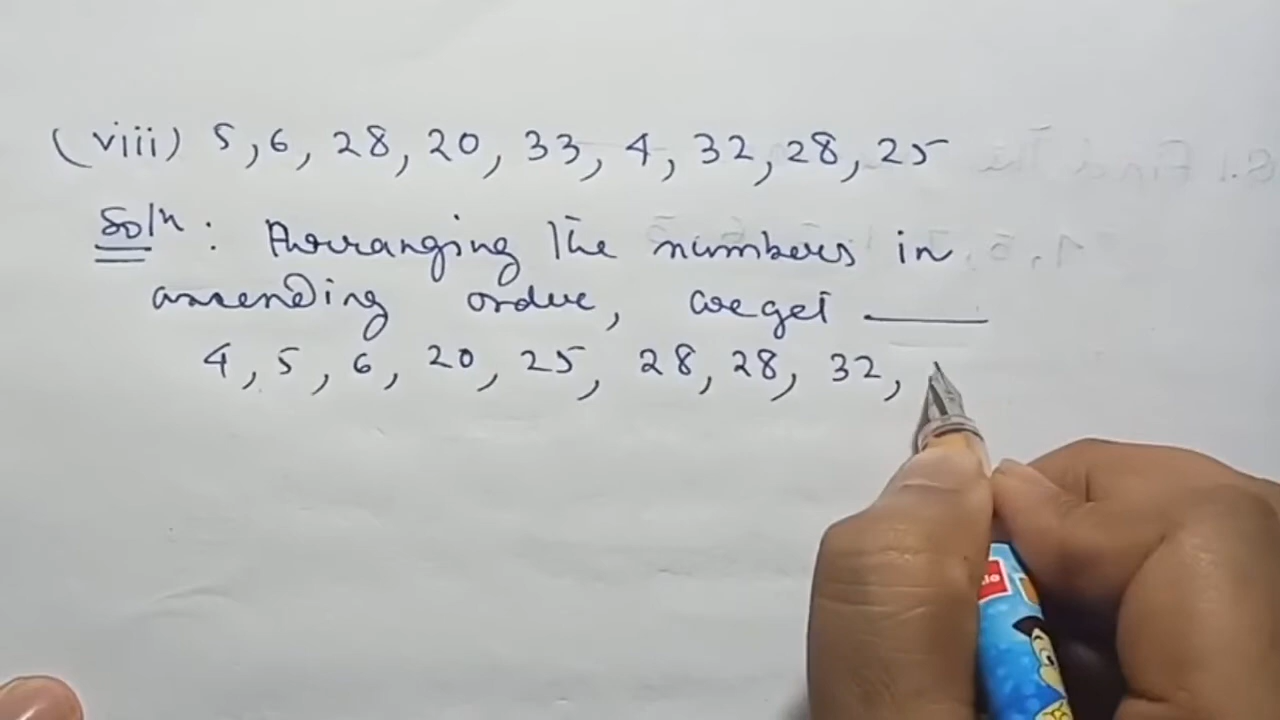 (viii) 5, 6, 28, 20, 33, 4, 32, 28, 25
Soln : Arranging the numbers in
ascending order, we get ____
4, 5, 6, 20, 25, 28, 28, 32,